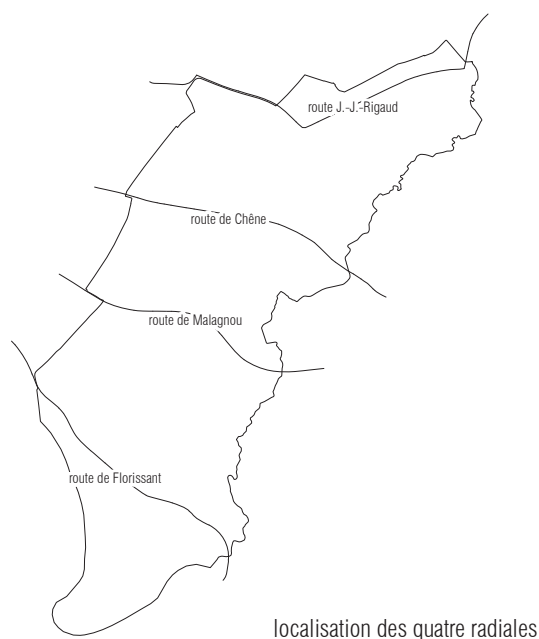 route J.-J.-Rigaud
route de Chêne
route de Malagnou
route de Florissant
localisation des quatre radiales